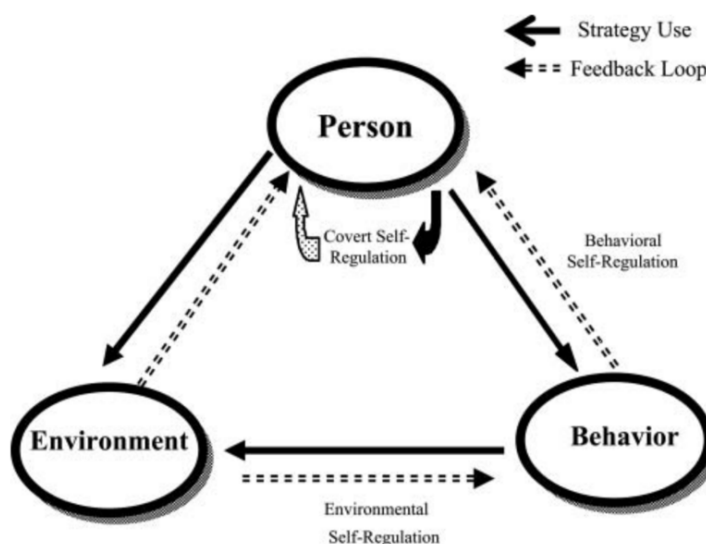 Strategy Use
Feedback Loop
Person
Covert Self-
Regulation
Behavioral
Self-Regulation
Environment
Behavior
Environmental
Self-Regulation